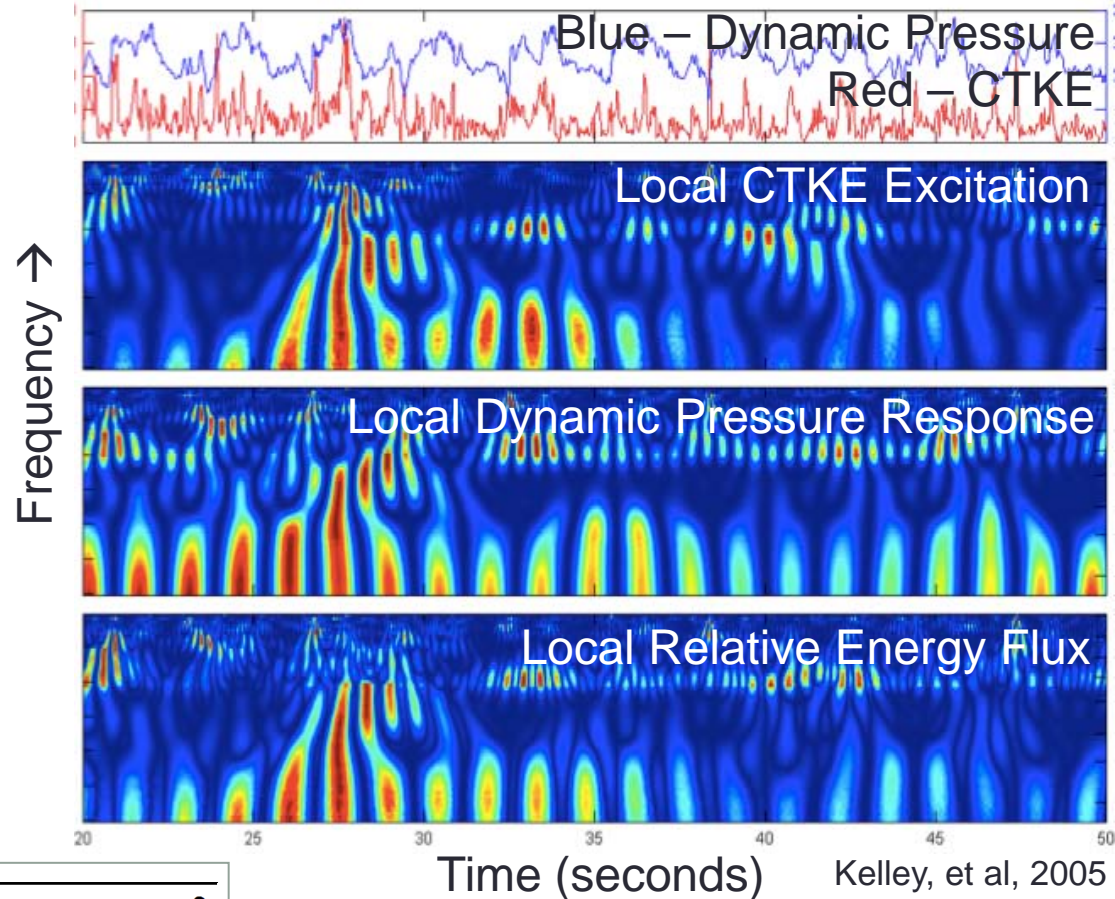 Blue – Dynamic Pressure
Red – CTKE
Local CTKE Excitation
Frequency →
Local Dynamic Pressure Response
Local Relative Energy Flux
20 25 30 35 40 45 50
Time (seconds)
Kelley, et al, 2005